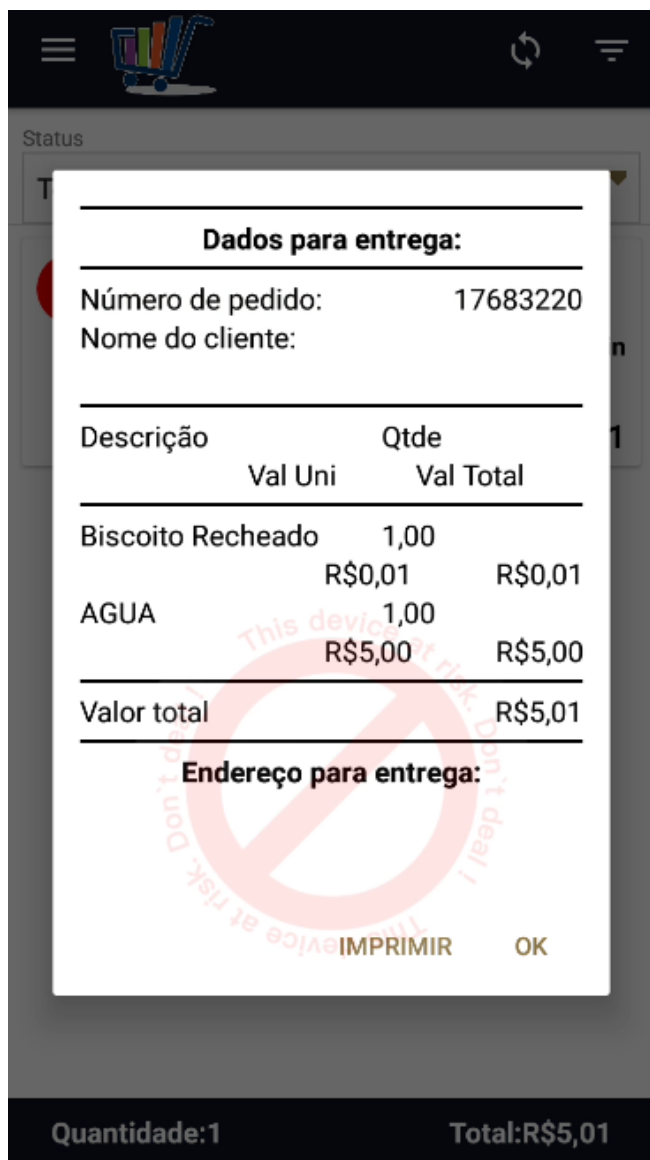 Status
T
Dados para entrega:
Número de pedido: 17683220
Nome do cliente:
n
Descrição Qtde
1
Val Uni Val Total
Biscoito Recheado 1,00
R$0,01 R$0,01
AGUA 1,00
R$5,00 R$5,00
Valor total R$5,01
Endereço para entrega:
This device at risk. Don't deal !
This device at risk. Don't deal !
IMPRIMIR OK
Quantidade:1 Total:R$5,01